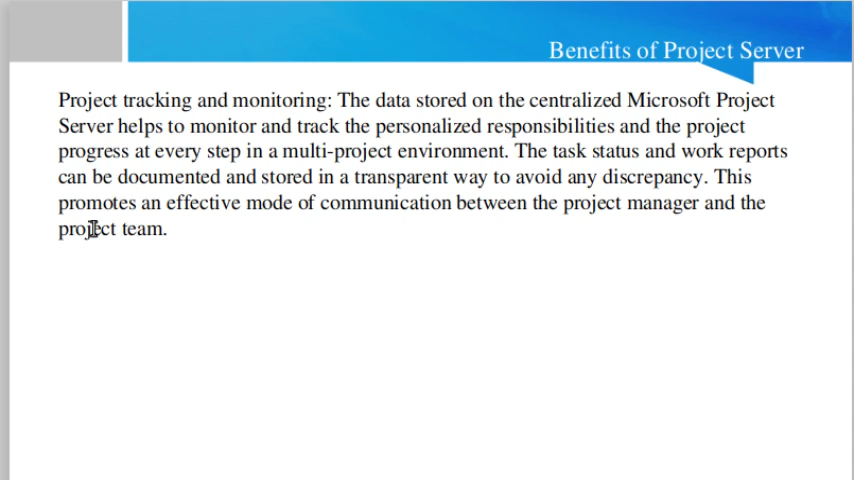 Benefits of Project Server
Project tracking and monitoring: The data stored on the centralized Microsoft Project
Server helps to monitor and track the personalized responsibilities and the project
progress at every step in a multi-project environment. The task status and work reports
can be documented and stored in a transparent way to avoid any discrepancy. This
promotes an effective mode of communication between the project manager and the
project team.